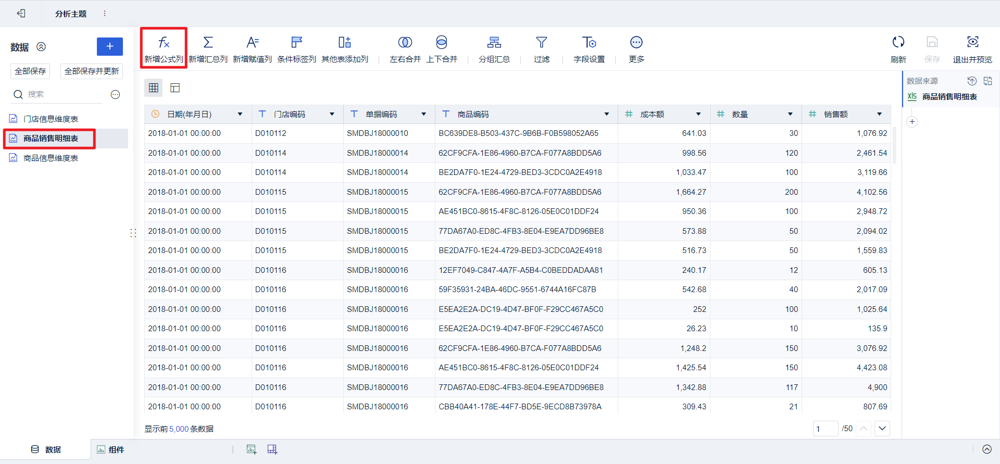 分析主题
数据
全部保存
全部保存并更新
搜索
门店信息维度表
商品销售明细表
商品信息维度表
新增公式列 新增汇总列 新增赋值列 条件标签列 其他表添加列 左右合并 上下合并 分组汇总 过滤 字段设置 更多 刷新 保存 退出并预览
日期(年月日) 门店编码 单据编码 商品编码 成本额 数量 销售额
2018-01-01 00:00:00 D010112 SMDBJ18000010 BC639DE8-B503-437C-9B6B-F0B598052A65 641.03 30 1,076.92
2018-01-01 00:00:00 D010114 SMDBJ18000014 62CF9CFA-1E86-4960-B7CA-F077A8BDD5A6 998.56 120 2,461.54
2018-01-01 00:00:00 D010114 SMDBJ18000014 BE2DA7F0-1E24-4729-BED3-3CDC0A2E4918 1,033.47 100 3,119.66
2018-01-01 00:00:00 D010115 SMDBJ18000015 62CF9CFA-1E86-4960-B7CA-F077A8BDD5A6 1,664.27 200 4,102.56
2018-01-01 00:00:00 D010115 SMDBJ18000015 AE451BC0-8615-4F8C-8126-05E0C01DDF24 950.36 100 2,948.72
2018-01-01 00:00:00 D010115 SMDBJ18000015 77DA67A0-ED8C-4FB3-8E04-E9EA7DD96BE8 573.88 50 2,094.02
2018-01-01 00:00:00 D010115 SMDBJ18000015 BE2DA7F0-1E24-4729-BED3-3CDC0A2E4918 516.73 50 1,559.83
2018-01-01 00:00:00 D010116 SMDBJ18000016 12EF7049-C847-4A7F-A5B4-C0BEDDADAA81 240.17 12 605.13
2018-01-01 00:00:00 D010116 SMDBJ18000016 59F35931-24BA-46DC-9551-6744A16FC87B 542.68 40 2,017.09
2018-01-01 00:00:00 D010116 SMDBJ18000016 E5EA2E2A-DC19-4D47-BF0F-F29CC467A5C0 252 100 1,025.64
2018-01-01 00:00:00 D010116 SMDBJ18000016 E5EA2E2A-DC19-4D47-BF0F-F29CC467A5C0 26.23 10 135.9
2018-01-01 00:00:00 D010116 SMDBJ18000016 62CF9CFA-1E86-4960-B7CA-F077A8BDD5A6 1,248.2 150 3,076.92
2018-01-01 00:00:00 D010116 SMDBJ18000016 AE451BC0-8615-4F8C-8126-05E0C01DDF24 1,425.54 150 4,423.08
2018-01-01 00:00:00 D010116 SMDBJ18000016 77DA67A0-ED8C-4FB3-8E04-E9EA7DD96BE8 1,342.88 117 4,900
2018-01-01 00:00:00 D010116 SMDBJ18000016 CBB40A41-178E-44F7-BD5E-9ECD8B73978A 309.43 21 807.69
显示前 5,000 条数据
1 /50
数据来源
XlS 商品销售明细表
数据 组件